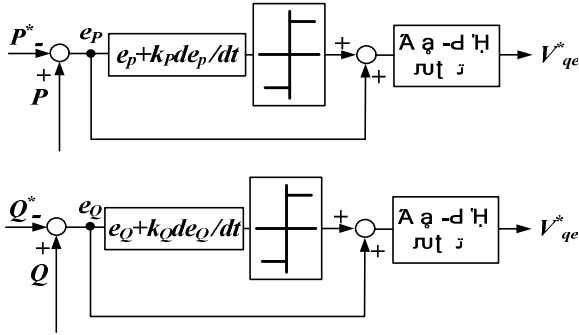 P* -
e_P
e_P+k_P de_p/dt
+
V*_qe
+
P
+
Q* -
e_Q
e_Q+k_Q de_Q/dt
+
V*_qe
+
Q
+